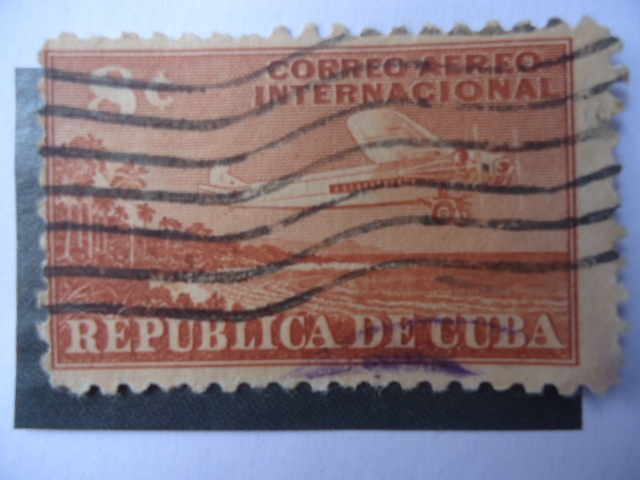 8¢
CORREO AEREO
INTERNACIONAL
REPUBLICA DE CUBA